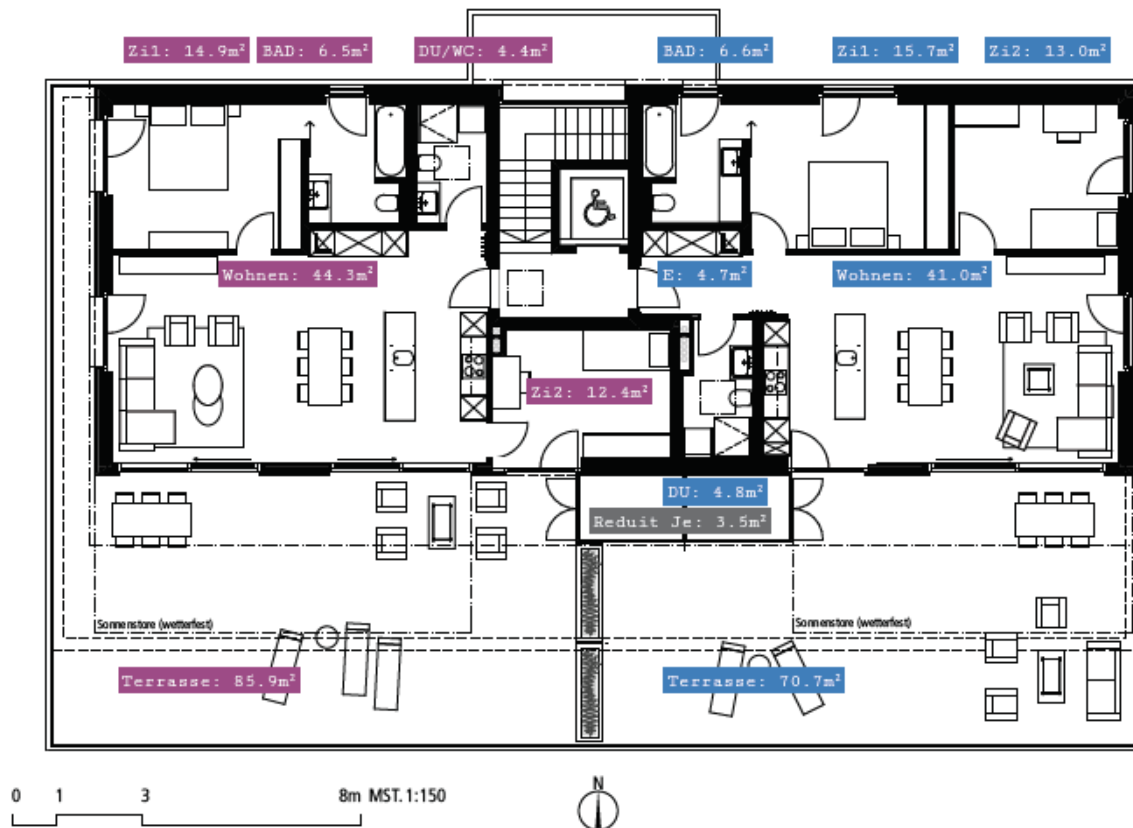 Zi1: 14.9m²
BAD: 6.5m²
DU/WC: 4.4m²
BAD: 6.6m²
Zi1: 15.7m²
Zi2: 13.0m²
Wohnen: 44.3m²
E: 4.7m²
Wohnen: 41.0m²
Zi2: 12.4m²
DU: 4.8m²
Reduit Je: 3.5m²
Sonnenstore (wetterfest)
Sonnenstore (wetterfest)
Terrasse: 85.9m²
Terrasse: 70.7m²
0 1 3 8m MST. 1:150
N